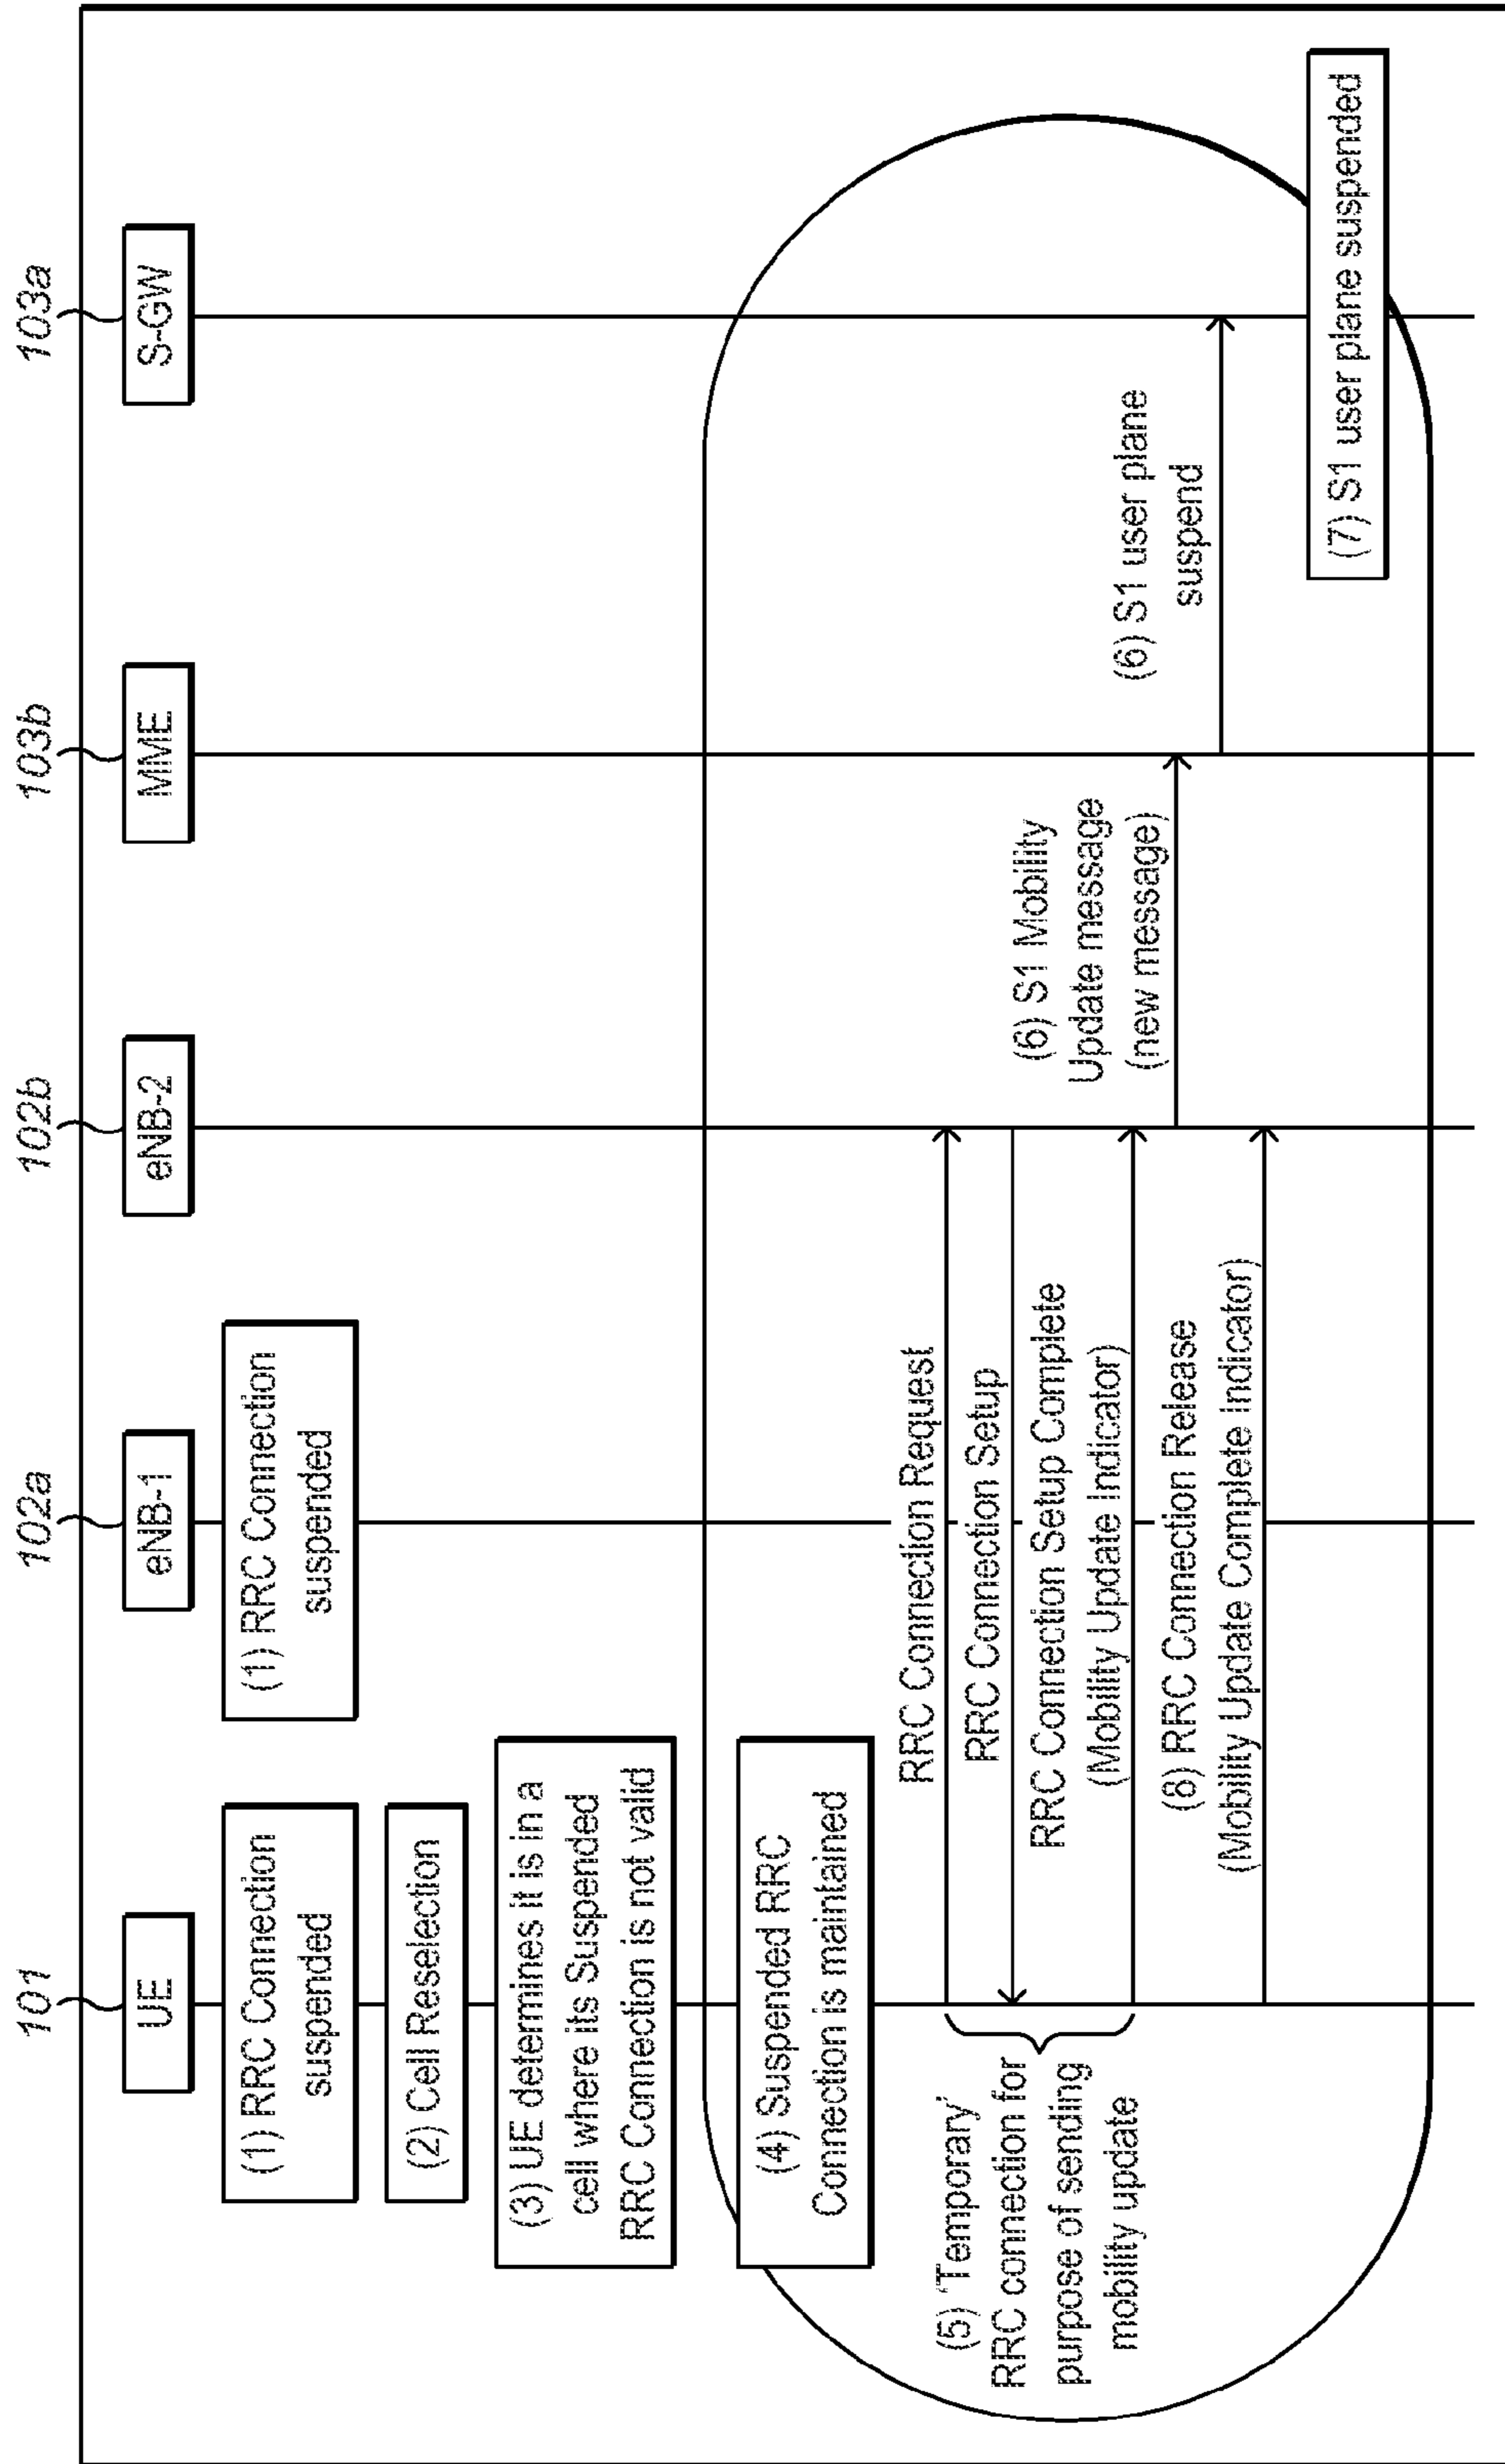 101
102a
102b
103b
103a
UE
eNB-1
eNB-2
MME
S-GW
(1) RRC Connection
suspended
(1) RRC Connection
suspended
(2) Cell Reselection
(3) UE determines it is in a
cell where its Suspended
RRC Connection is not valid
(4) Suspended RRC
Connection is maintained
(5) ‘Temporary’
RRC connection for
purpose of sending
mobility update
RRC Connection Request
RRC Connection Setup
RRC Connection Setup Complete
(Mobility Update Indicator)
(6) S1 Mobility
Update message
(new message)
(6) S1 user plane
suspend
(8) RRC Connection Release
(Mobility Update Complete Indicator)
(7) S1 user plane suspended